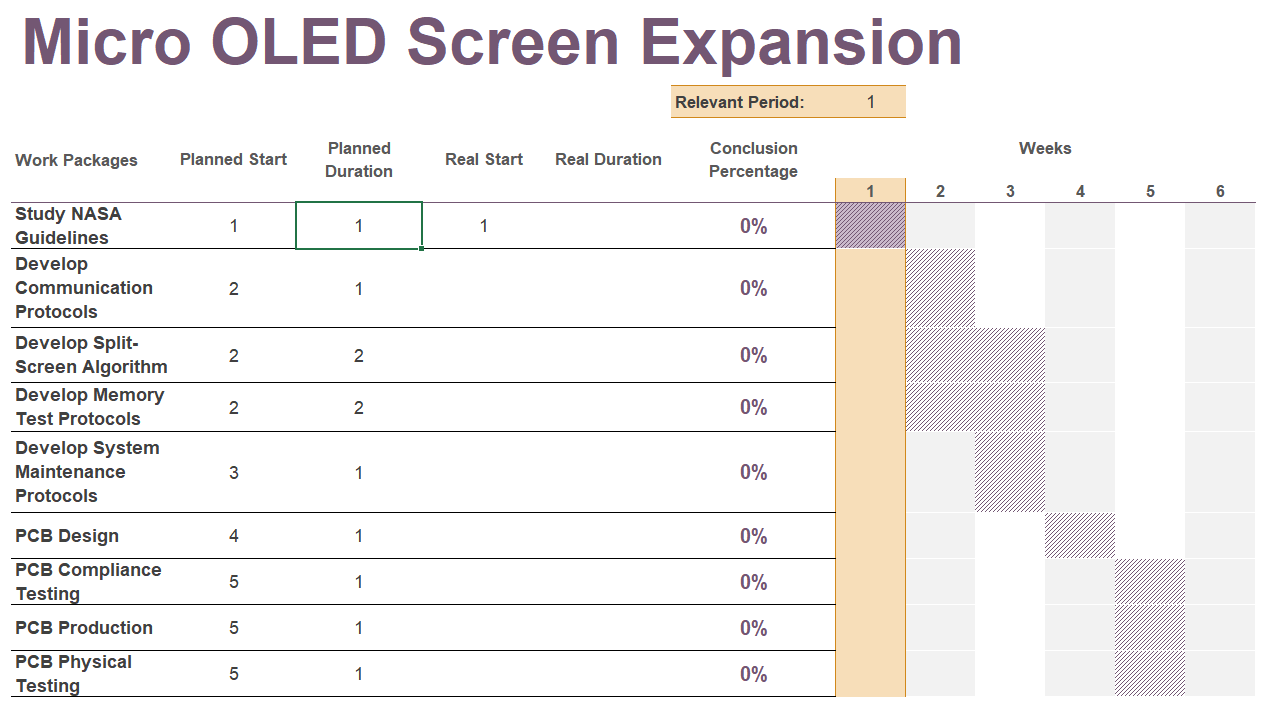 Micro OLED Screen Expansion
Relevant Period: 1
Work Packages Planned Start Planned Duration Real Start Real Duration Conclusion Percentage Weeks
1 2 3 4 5 6
Study NASA
Guidelines 1 1 1 0%
Develop
Communication
Protocols 2 1 0%
Develop Split-
Screen Algorithm 2 2 0%
Develop Memory
Test Protocols 2 2 0%
Develop System
Maintenance
Protocols 3 1 0%
PCB Design 4 1 0%
PCB Compliance
Testing 5 1 0%
PCB Production 5 1 0%
PCB Physical
Testing 5 1 0%